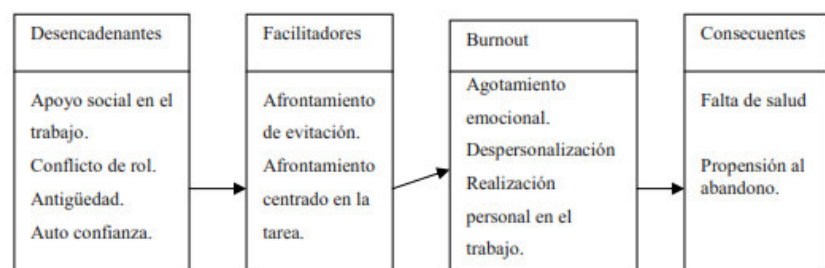 Desencadenantes
Apoyo social en el
trabajo.
Conflicto de rol.
Antigüedad.
Auto confianza.
Facilitadores
Afrontamiento
de evitación.
Afrontamiento
centrado en la
tarea.
Burnout
Agotamiento
emocional.
Despersonalización
Realización
personal en el
trabajo.
Consecuentes
Falta de salud
Propensión al
abandono.